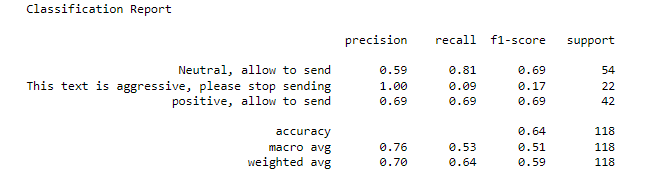 Classification Report
precision recall f1-score support
Neutral, allow to send 0.59 0.81 0.69 54
This text is aggressive, please stop sending 1.00 0.09 0.17 22
positive, allow to send 0.69 0.69 0.69 42
accuracy 0.64 118
macro avg 0.76 0.53 0.51 118
weighted avg 0.70 0.64 0.59 118